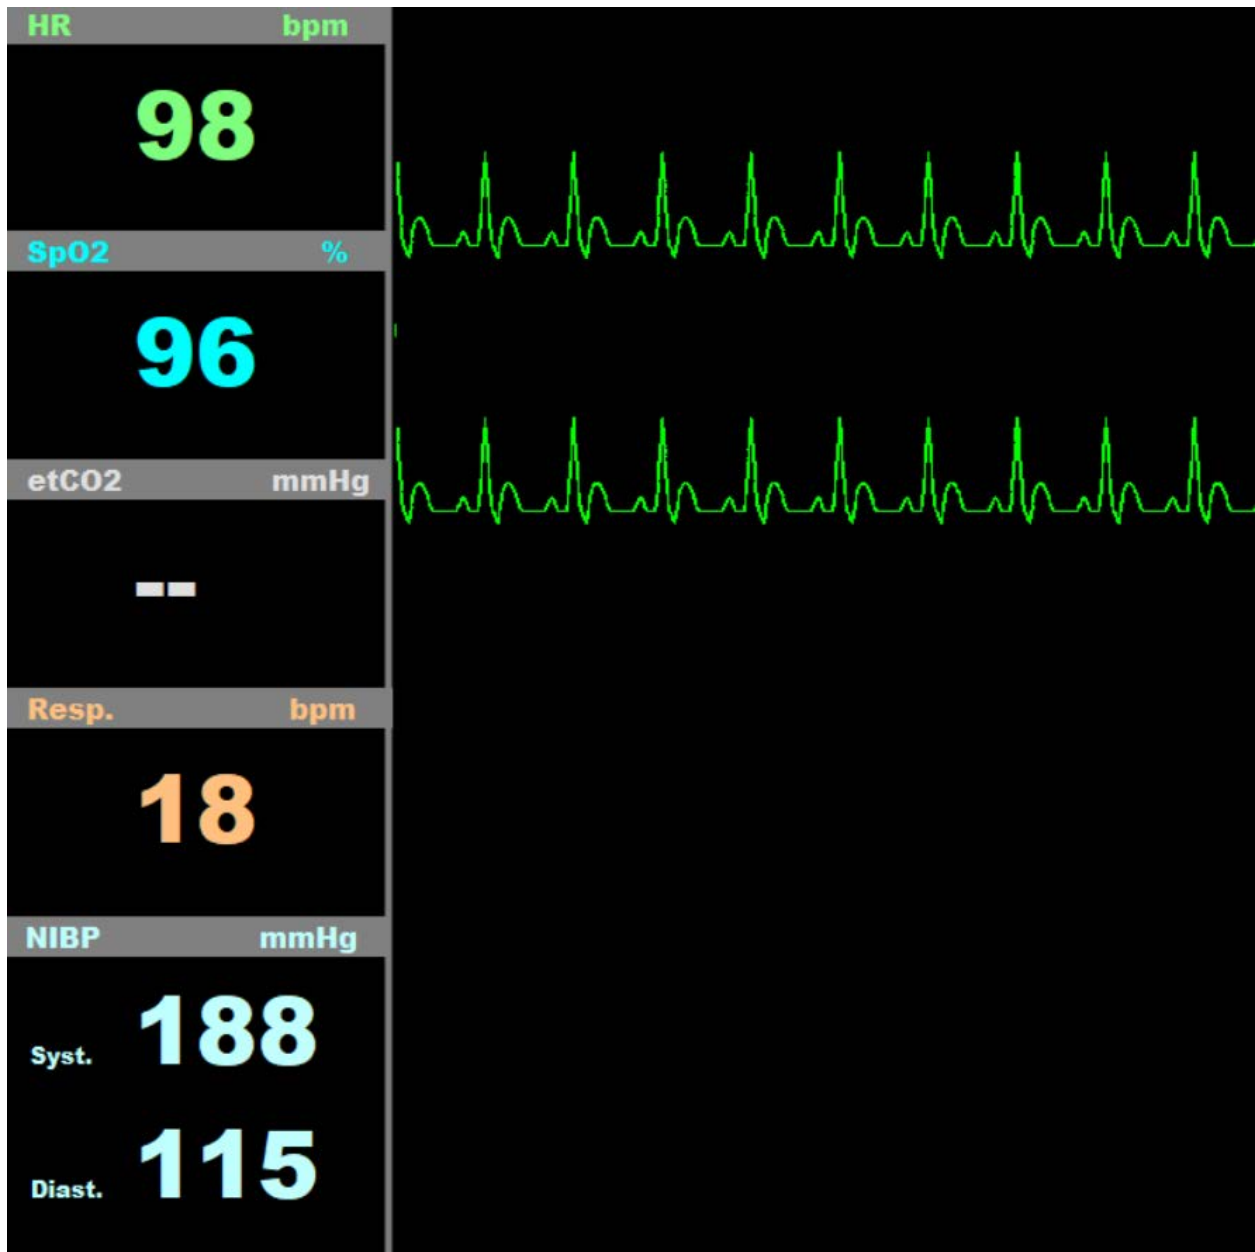 HR bpm
98
SpO2 %
96
etCO2 mmHg
--
Resp. bpm
18
NIBP mmHg
Syst. 188
Diast. 115